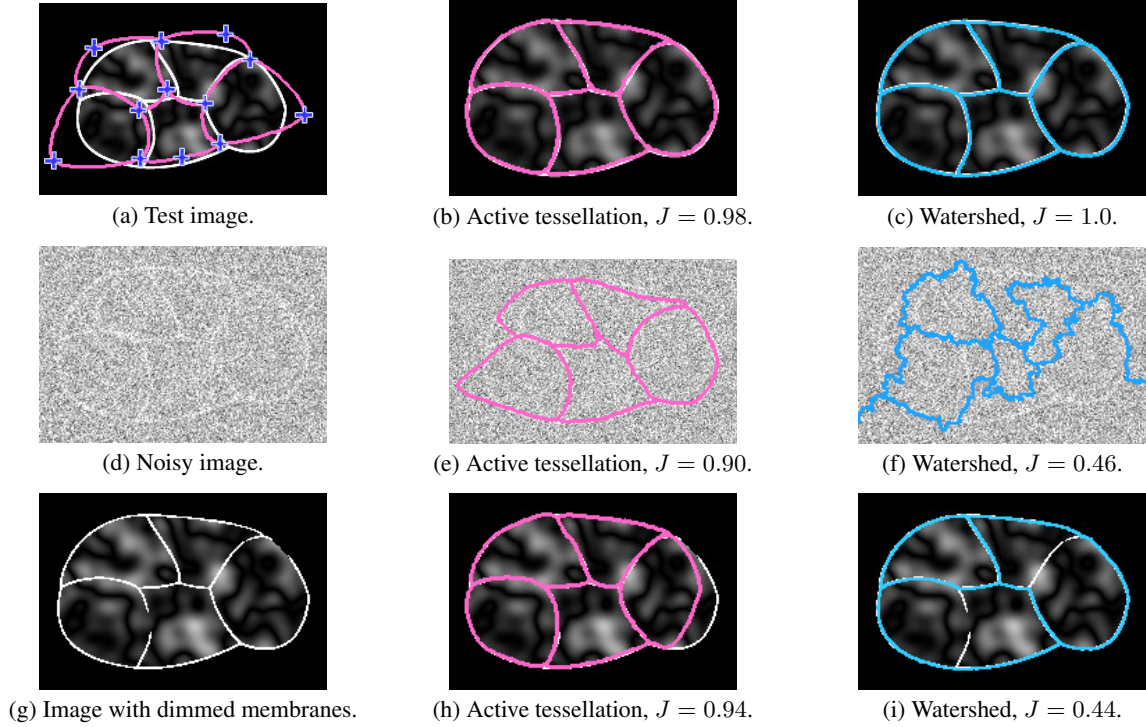 (a) Test image.
(b) Active tessellation, J = 0.98.
(c) Watershed, J = 1.0.
(d) Noisy image.
(e) Active tessellation, J = 0.90.
(f) Watershed, J = 0.46.
(g) Image with dimmed membranes.
(h) Active tessellation, J = 0.94.
(i) Watershed, J = 0.44.